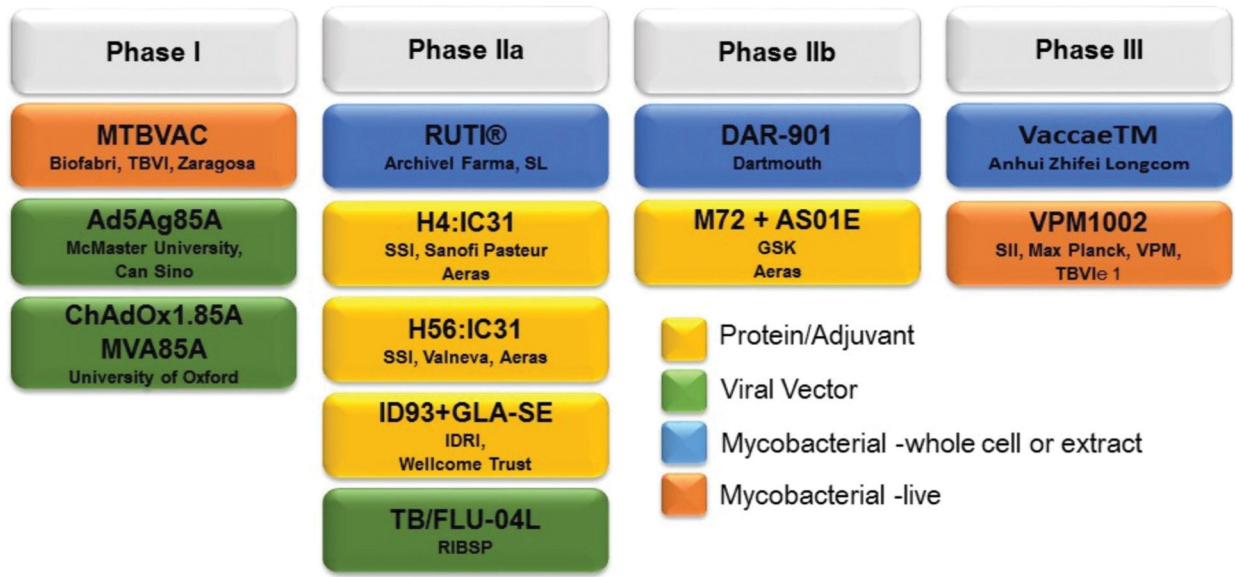 Phase I
MTBVAC
Biofabri, TBVI, Zaragosa
Ad5Ag85A
McMaster University,
Can Sino
ChAdOx1.85A
MVA85A
University of Oxford
Phase IIa
RUTI®
Archivel Farma, SL
H4:IC31
SSI, Sanofi Pasteur
Aeras
H56:IC31
SSI, Valneva, Aeras
ID93+GLA-SE
IDRI,
Wellcome Trust
TB/FLU-04L
RIBSP
Phase IIb
DAR-901
Dartmouth
M72 + AS01E
GSK
Aeras
Phase III
VaccaeTM
Anhui Zhifei Longcom
VPM1002
SII, Max Planck, VPM,
TBVIe 1
Protein/Adjuvant
Viral Vector
Mycobacterial -whole cell or extract
Mycobacterial -live